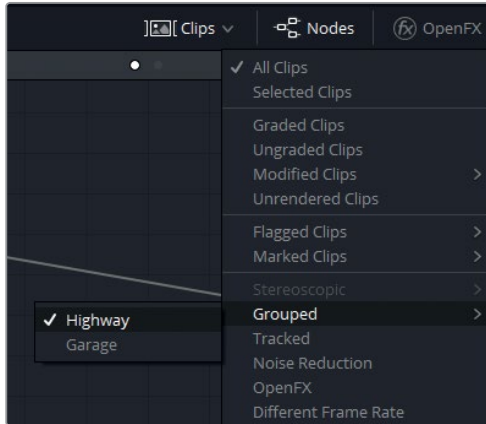 Clips Nodes OpenFX
All Clips
Selected Clips
Graded Clips
Ungraded Clips
Modified Clips
Unrendered Clips
Flagged Clips
Marked Clips
Stereoscopic
Grouped
Highway
Garage
Tracked
Noise Reduction
OpenFX
Different Frame Rate